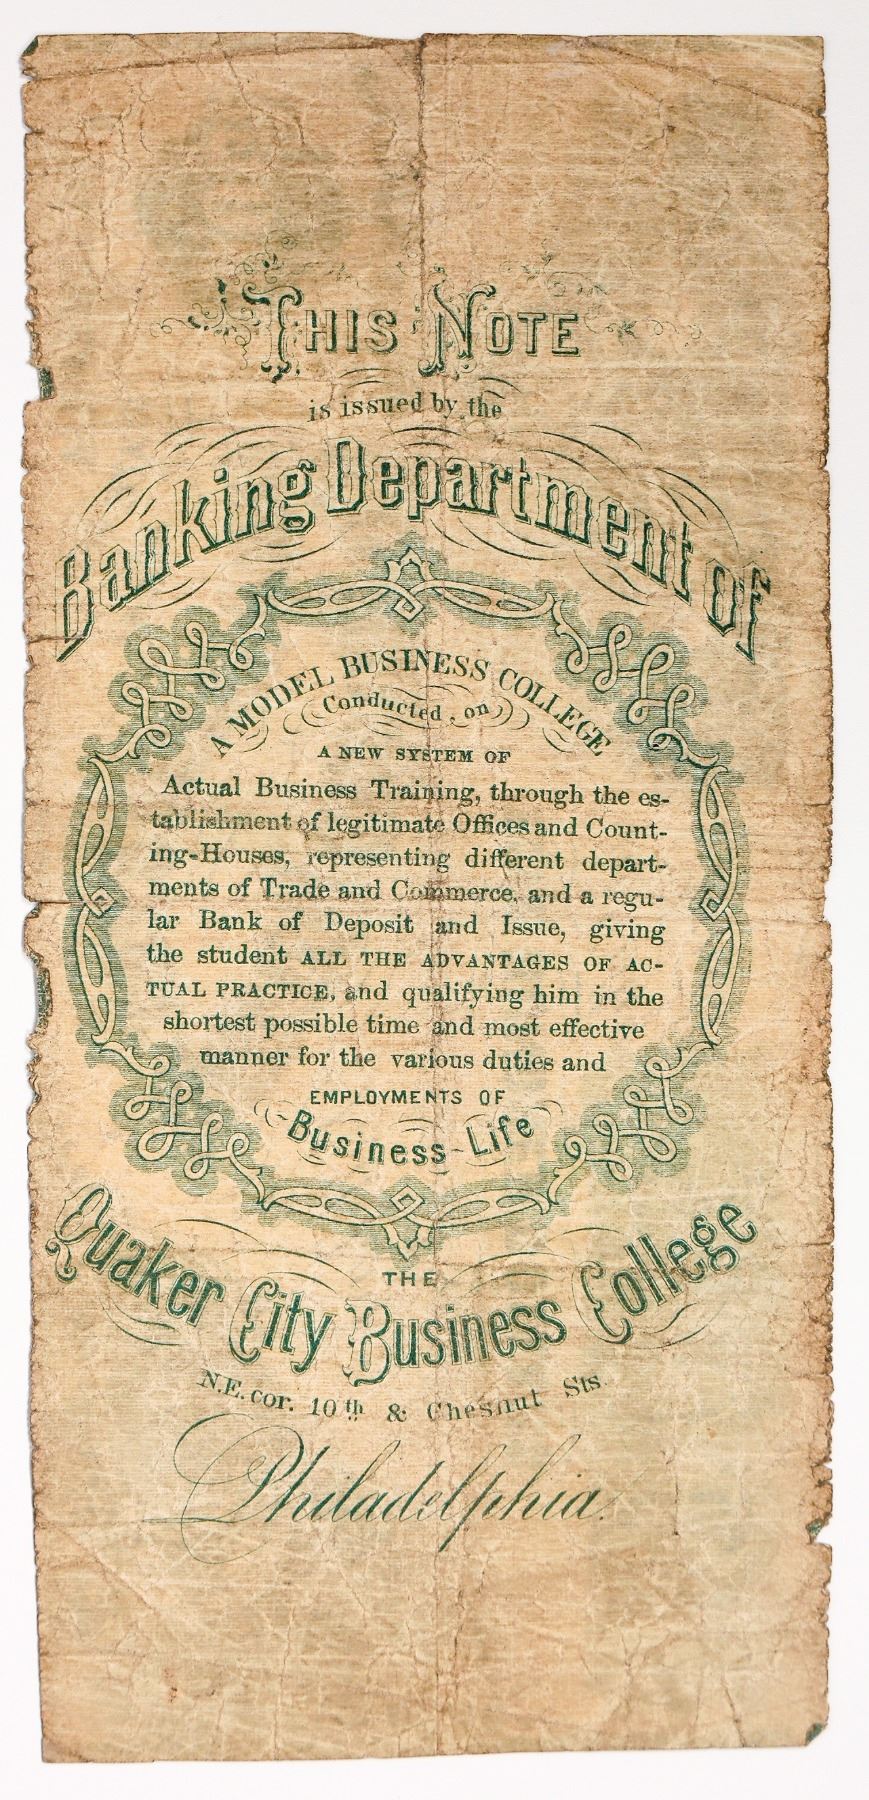 THIS NOTE
is issued by the
Banking Department of
A MODEL BUSINESS COLLEGE
Conducted, on
A NEW SYSTEM OF
Actual Business Training, through the es-
tablishment of legitimate Offices and Count-
ing-Houses, representing different depart-
ments of Trade and Commerce, and a regu-
lar Bank of Deposit and Issue, giving
the student ALL THE ADVANTAGES OF AC-
TUAL PRACTICE, and qualifying him in the
shortest possible time and most effective
manner for the various duties and
EMPLOYMENTS OF
Business-Life
THE
Quaker City Business College
N.E. cor. 10th & Chesnut Sts.
Philadelphia.